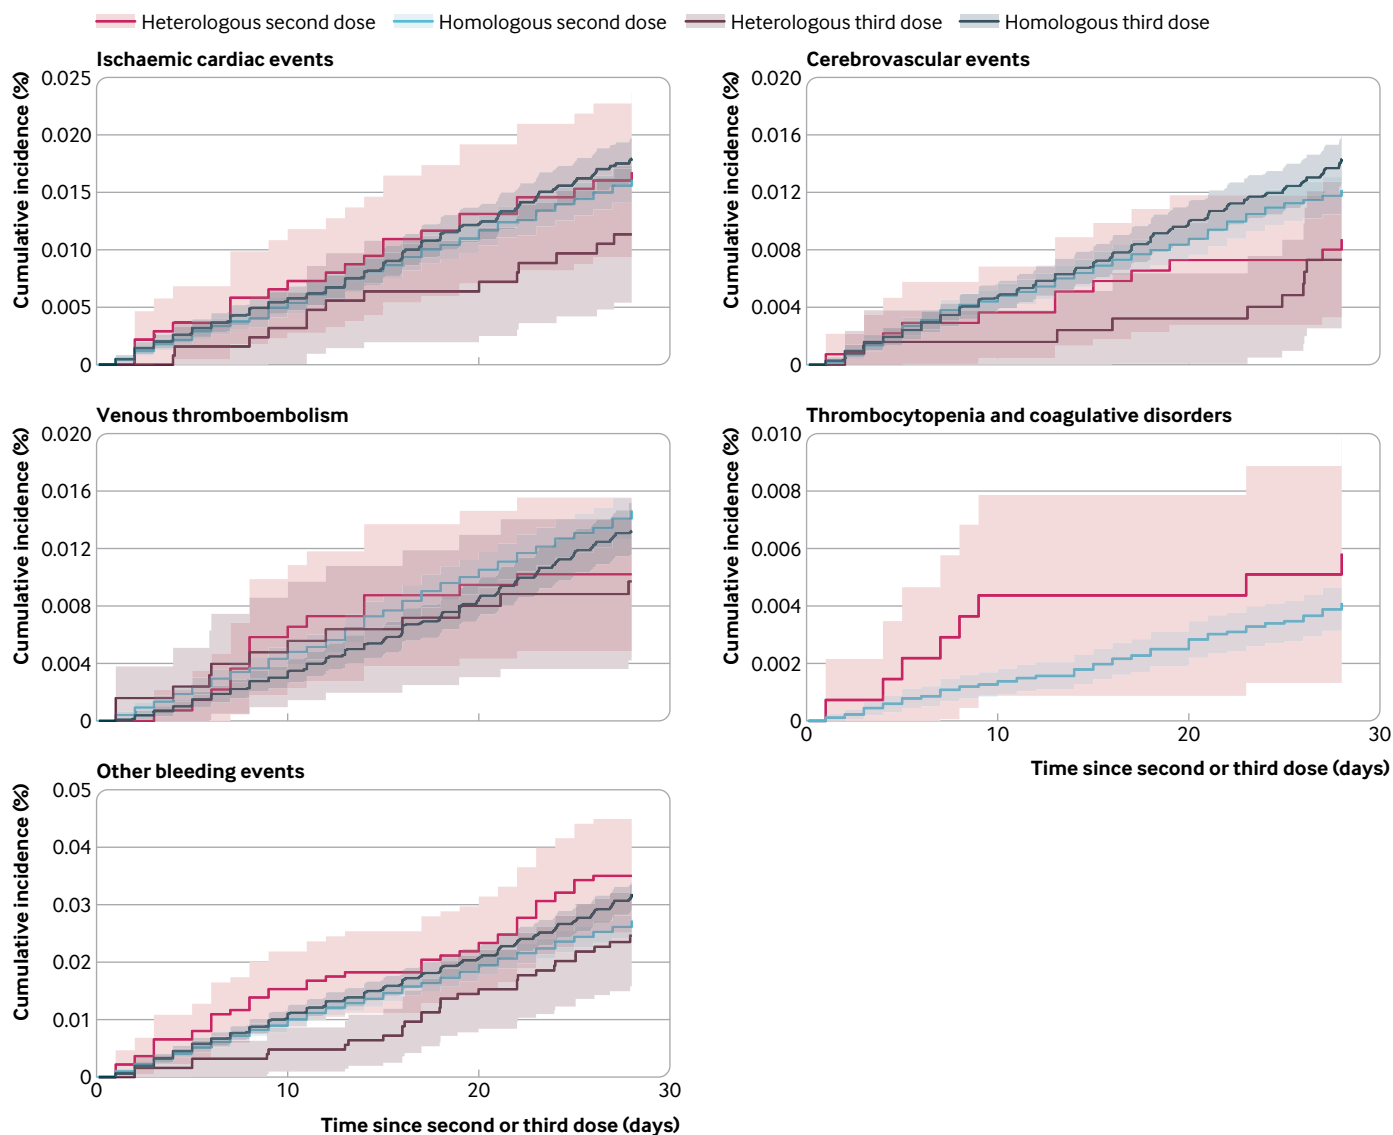 Heterologous second dose Homologous second dose Heterologous third dose Homologous third dose
Ischaemic cardiac events
Cumulative incidence (%)
0.025
0.020
0.015
0.010
0.005
0
Cerebrovascular events
Cumulative incidence (%)
0.020
0.016
0.012
0.008
0.004
0
Venous thromboembolism
Cumulative incidence (%)
0.020
0.016
0.012
0.008
0.004
0
Thrombocytopenia and coagulative disorders
Cumulative incidence (%)
0.010
0.008
0.006
0.004
0.002
0
0 10 20 30
Time since second or third dose (days)
Other bleeding events
Cumulative incidence (%)
0.05
0.04
0.03
0.02
0.01
0
0 10 20 30
Time since second or third dose (days)